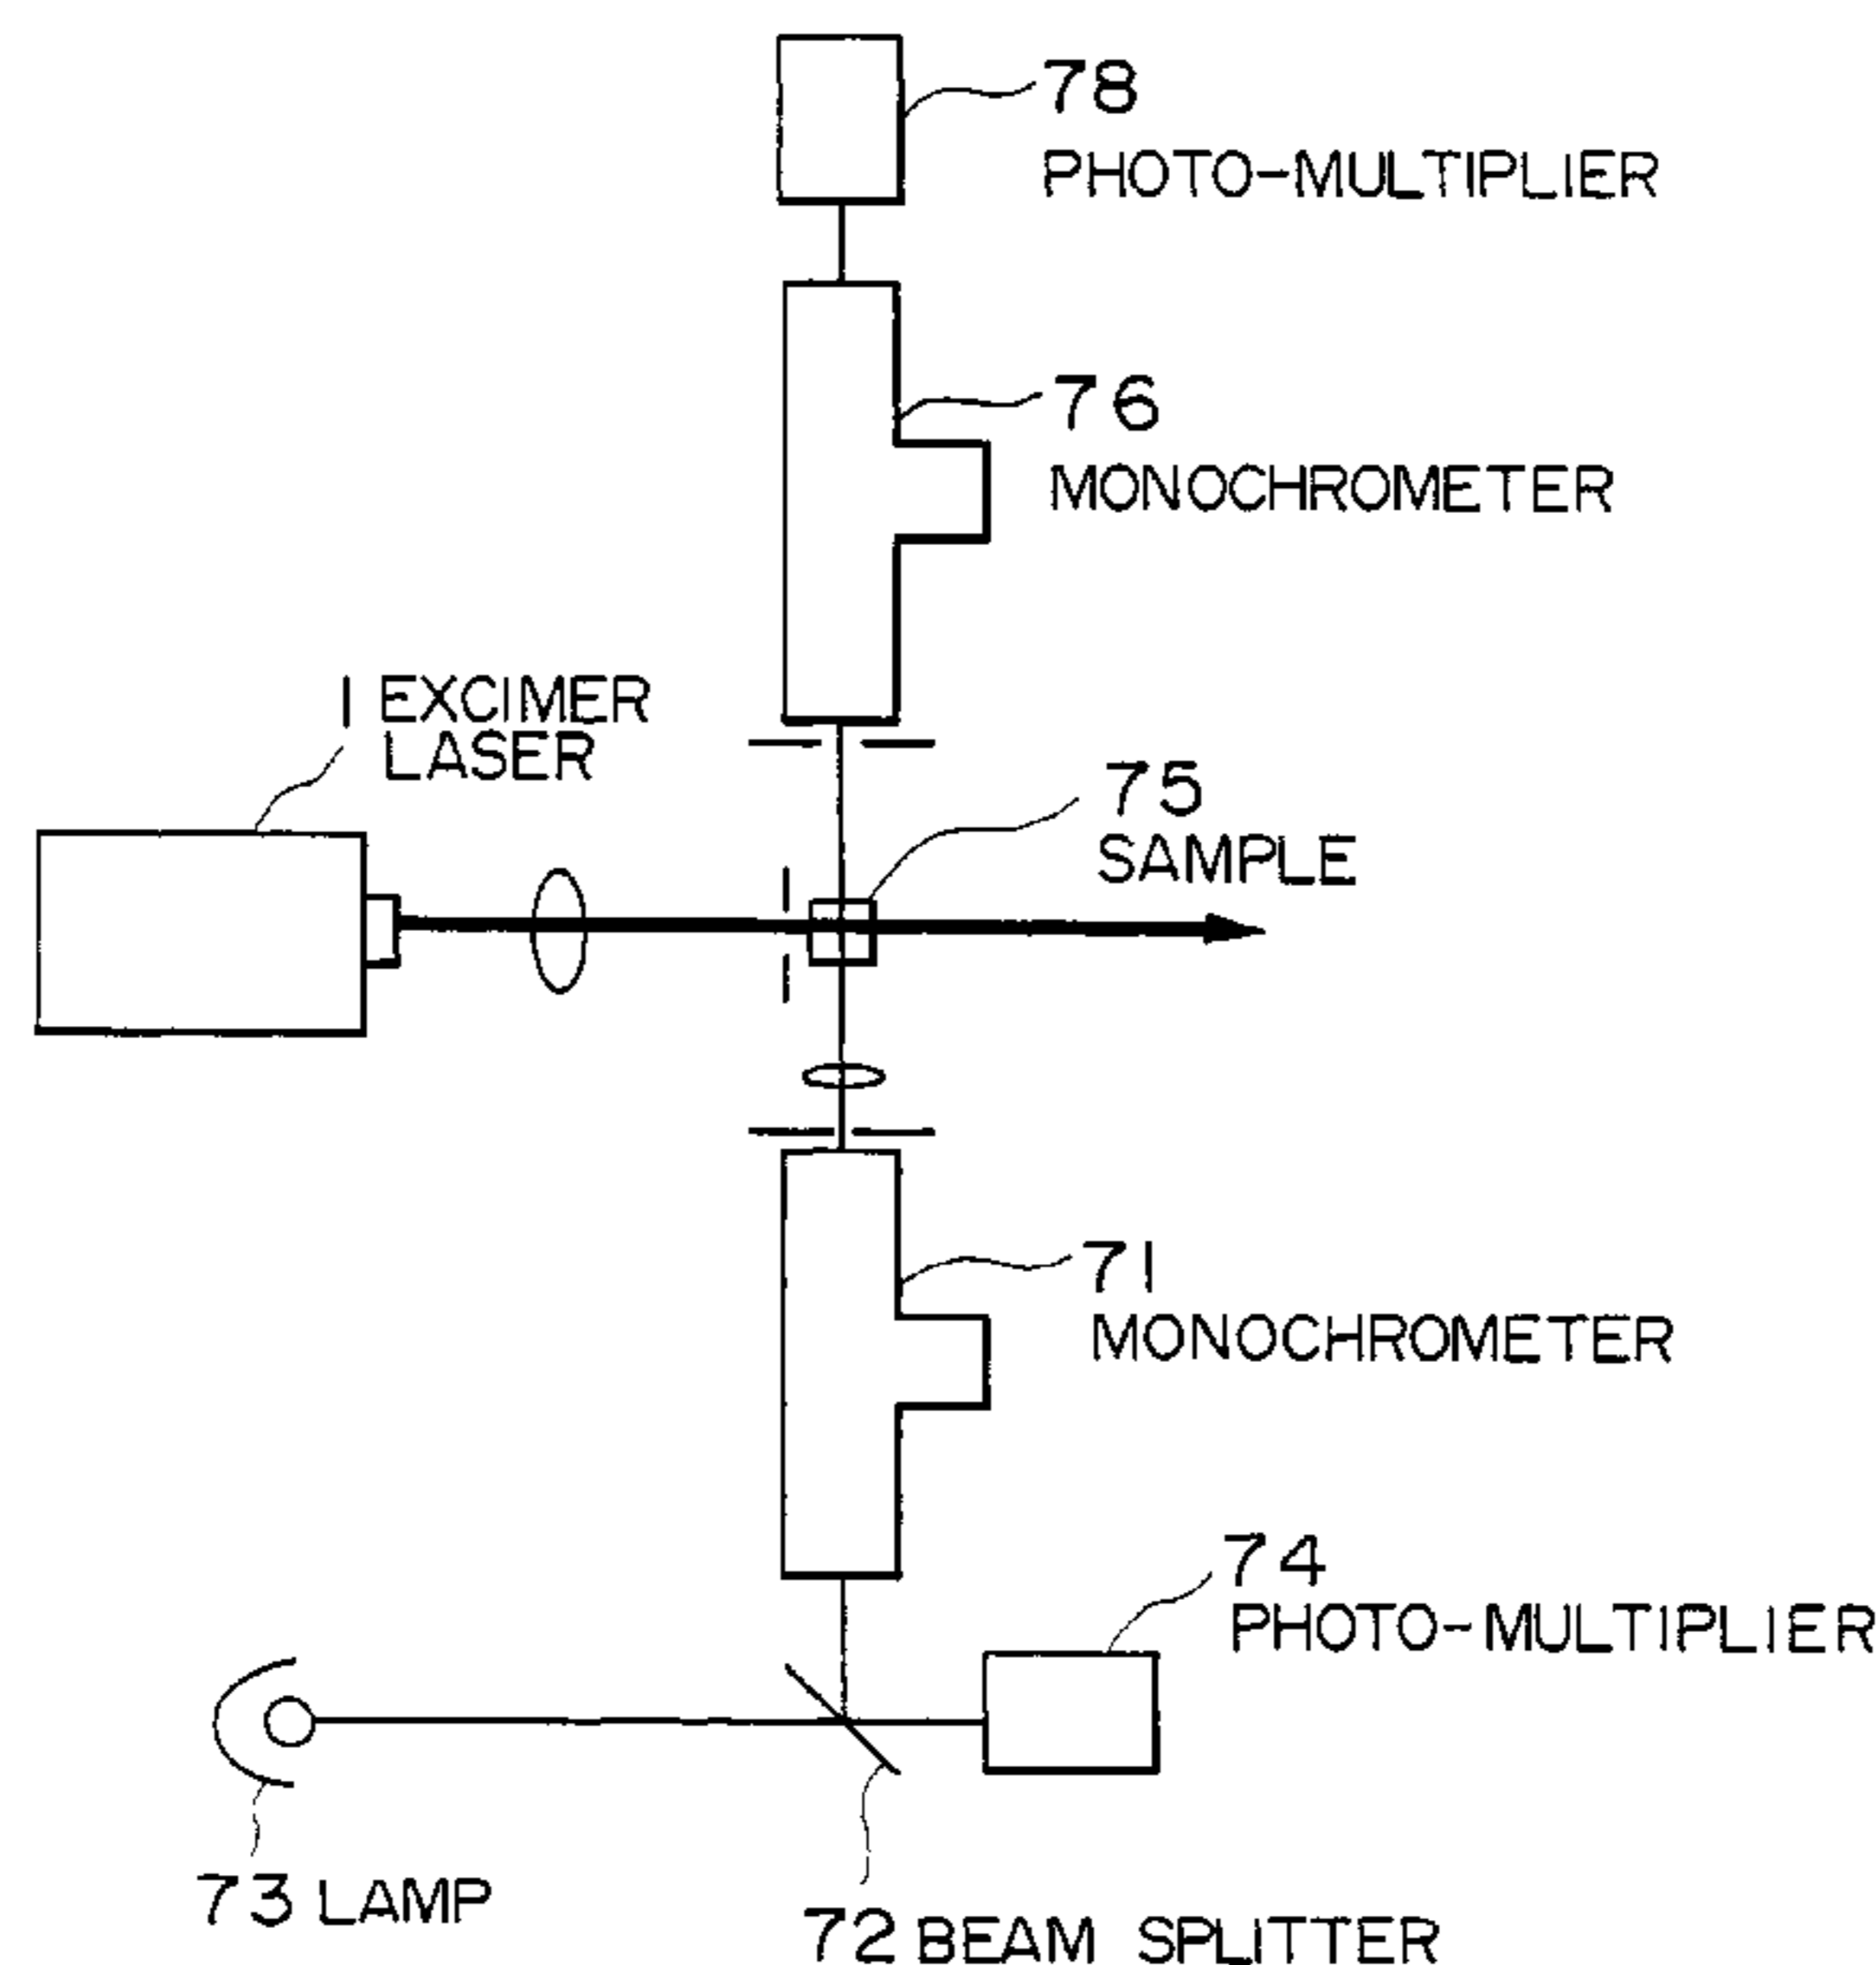 78
PHOTO-MULTIPLIER
76
MONOCHROMETER
1 EXCIMER
LASER
75
SAMPLE
71
MONOCHROMETER
74
PHOTO-MULTIPLIER
73 LAMP
72 BEAM SPLITTER